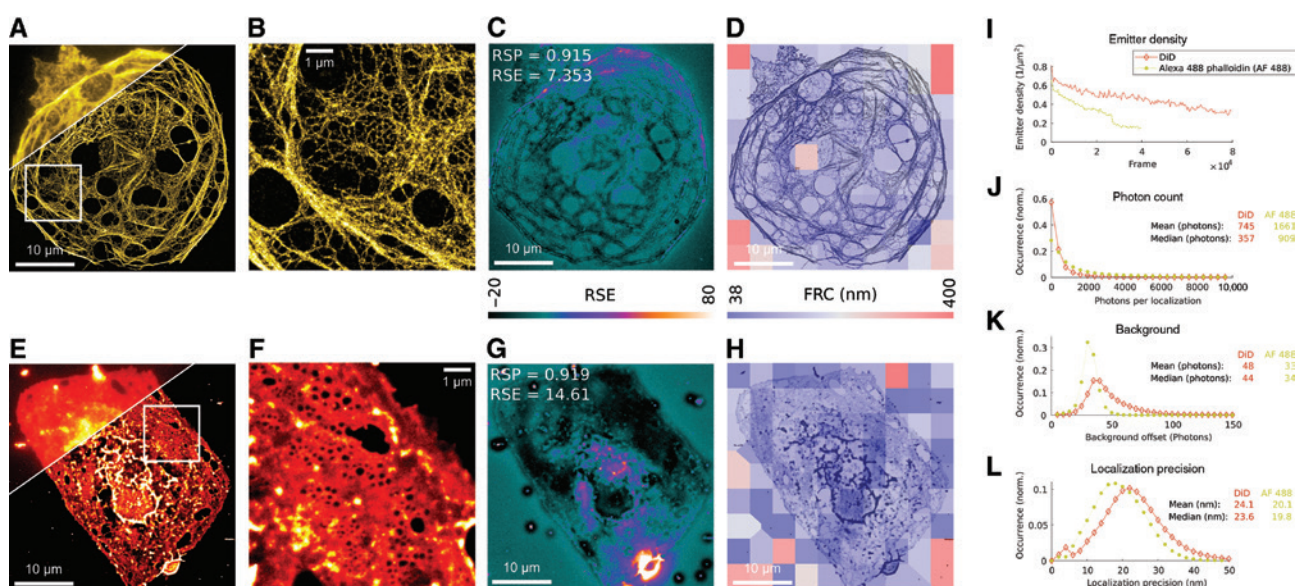 A
10 μm
B
1 μm
C
RSP = 0.915
RSE = 7.353
10 μm
D
10 μm
-20
RSE
80
38
FRC (nm)
400
E
10 μm
F
1 μm
G
RSP = 0.919
RSE = 14.61
10 μm
H
10 μm
I
Emitter density
DiD
Alexa 488 phalloidin (AF 488)
Emitter density (1/μm²)
0.8
0.6
0.4
0.2
0
0 2 4 6 8
Frame
J
Photon count
DiD AF 488
Mean (photons): 745 1661
Median (photons): 357 909
Occurrence (norm.)
0.6
0.4
0.2
0
0 2000 4000 6000 8000 10,000
Photons per localization
K
Background
DiD AF 488
Mean (photons): 48 33
Median (photons): 44
Occurrence (norm.)
0.3
0.2
0.1
0
0 50 100 150
Background offset (Photons)
L
Localization precision
DiD AF 488
Mean (nm): 24.1 20.1
Median (nm): 23.6 19.8
Occurrence (norm.)
0.1
0.05
0
0 10 20 30 40 50
Localization precision (nm)